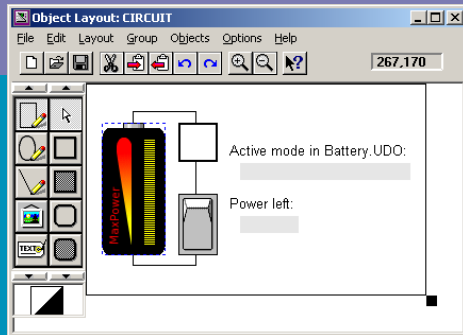 Object Layout: CIRCUIT
File Edit Layout Group Objects Options Help
267,170
MaxPower
Active mode in Battery.UDO:
Power left:
TEXT